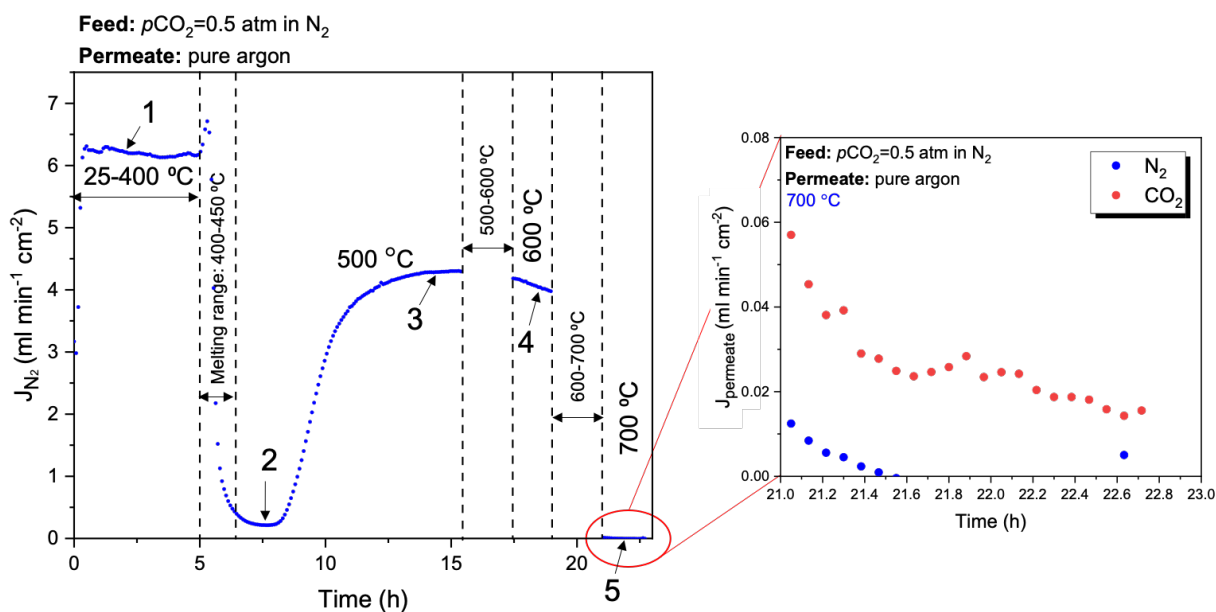 Feed: pCO₂=0.5 atm in N₂
Permeate: pure argon
J_N₂ (ml min⁻¹ cm⁻²)
7
6
5
4
3
2
1
0
1
25-400 ºC
Melting range: 400-450 ºC
2
500 °C
3
500-600 ºC
600 ºC
4
600-700 ºC
700 ºC
5
0
5
10
15
20
Time (h)
Feed: pCO₂=0.5 atm in N₂
Permeate: pure argon
700 °C
N₂
CO₂
J_permeate (ml min⁻¹ cm⁻²)
0.08
0.06
0.04
0.02
0.00
21.0 21.2 21.4 21.6 21.8 22.0 22.2 22.4 22.6 22.8 23.0
Time (h)